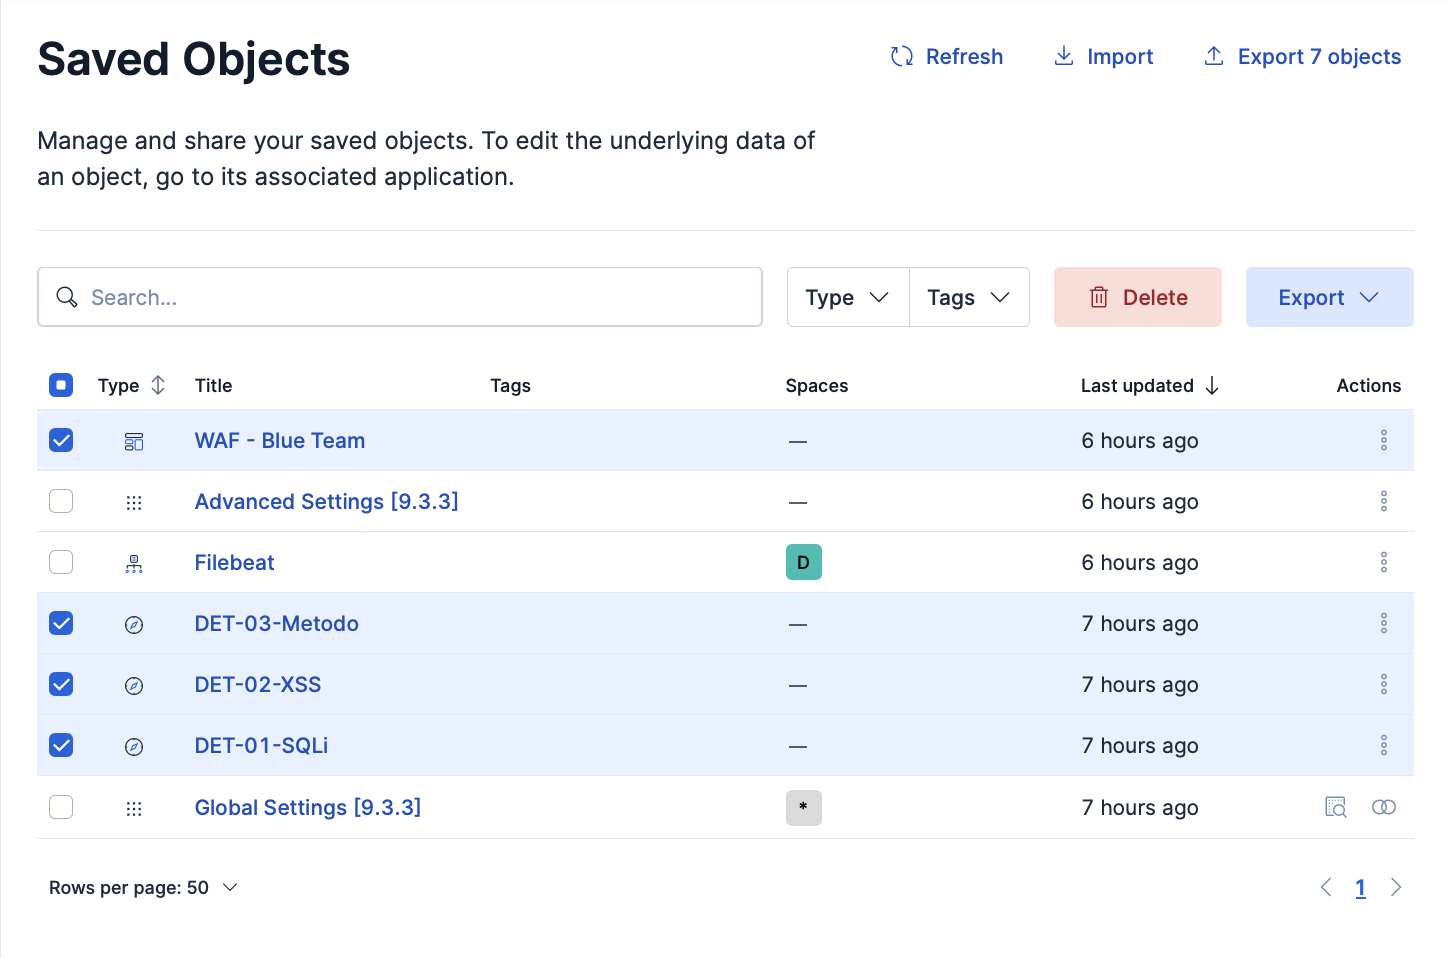 Saved Objects
Refresh
Import
Export 7 objects
Manage and share your saved objects. To edit the underlying data of
an object, go to its associated application.
Search...
Type
Tags
Delete
Export
Type Title Tags Spaces Last updated Actions
WAF - Blue Team — 6 hours ago
Advanced Settings [9.3.3] — 6 hours ago
Filebeat D 6 hours ago
DET-03-Metodo — 7 hours ago
DET-02-XSS — 7 hours ago
DET-01-SQLi — 7 hours ago
Global Settings [9.3.3] * 7 hours ago
Rows per page: 50
1